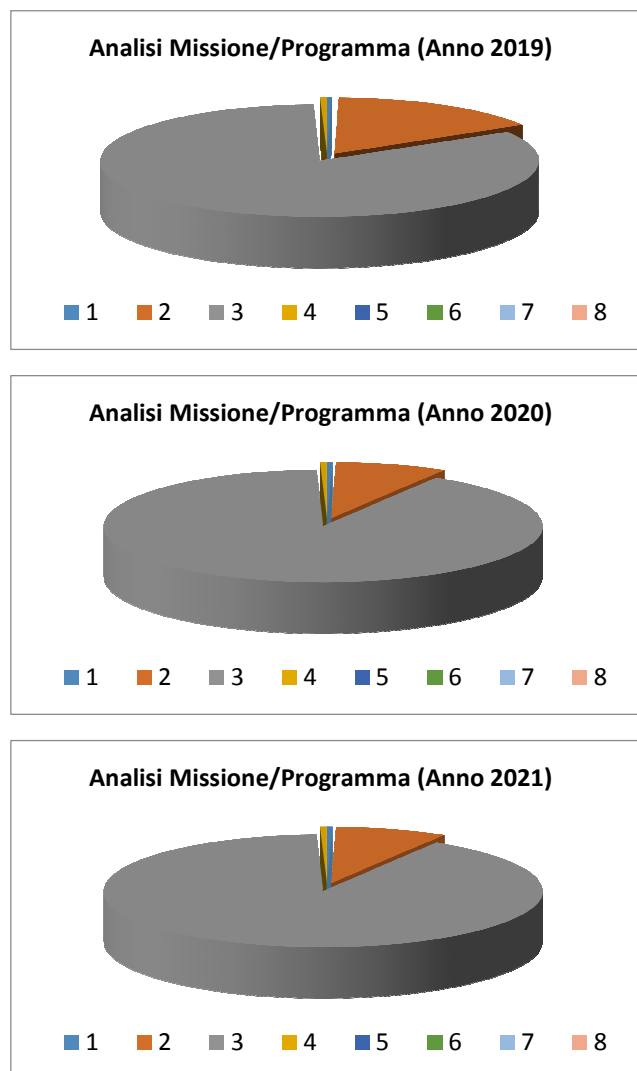 Analisi Missione/Programma (Anno 2019)
1 2 3 4 5 6 7 8
Analisi Missione/Programma (Anno 2020)
1 2 3 4 5 6 7 8
Analisi Missione/Programma (Anno 2021)
1 2 3 4 5 6 7 8